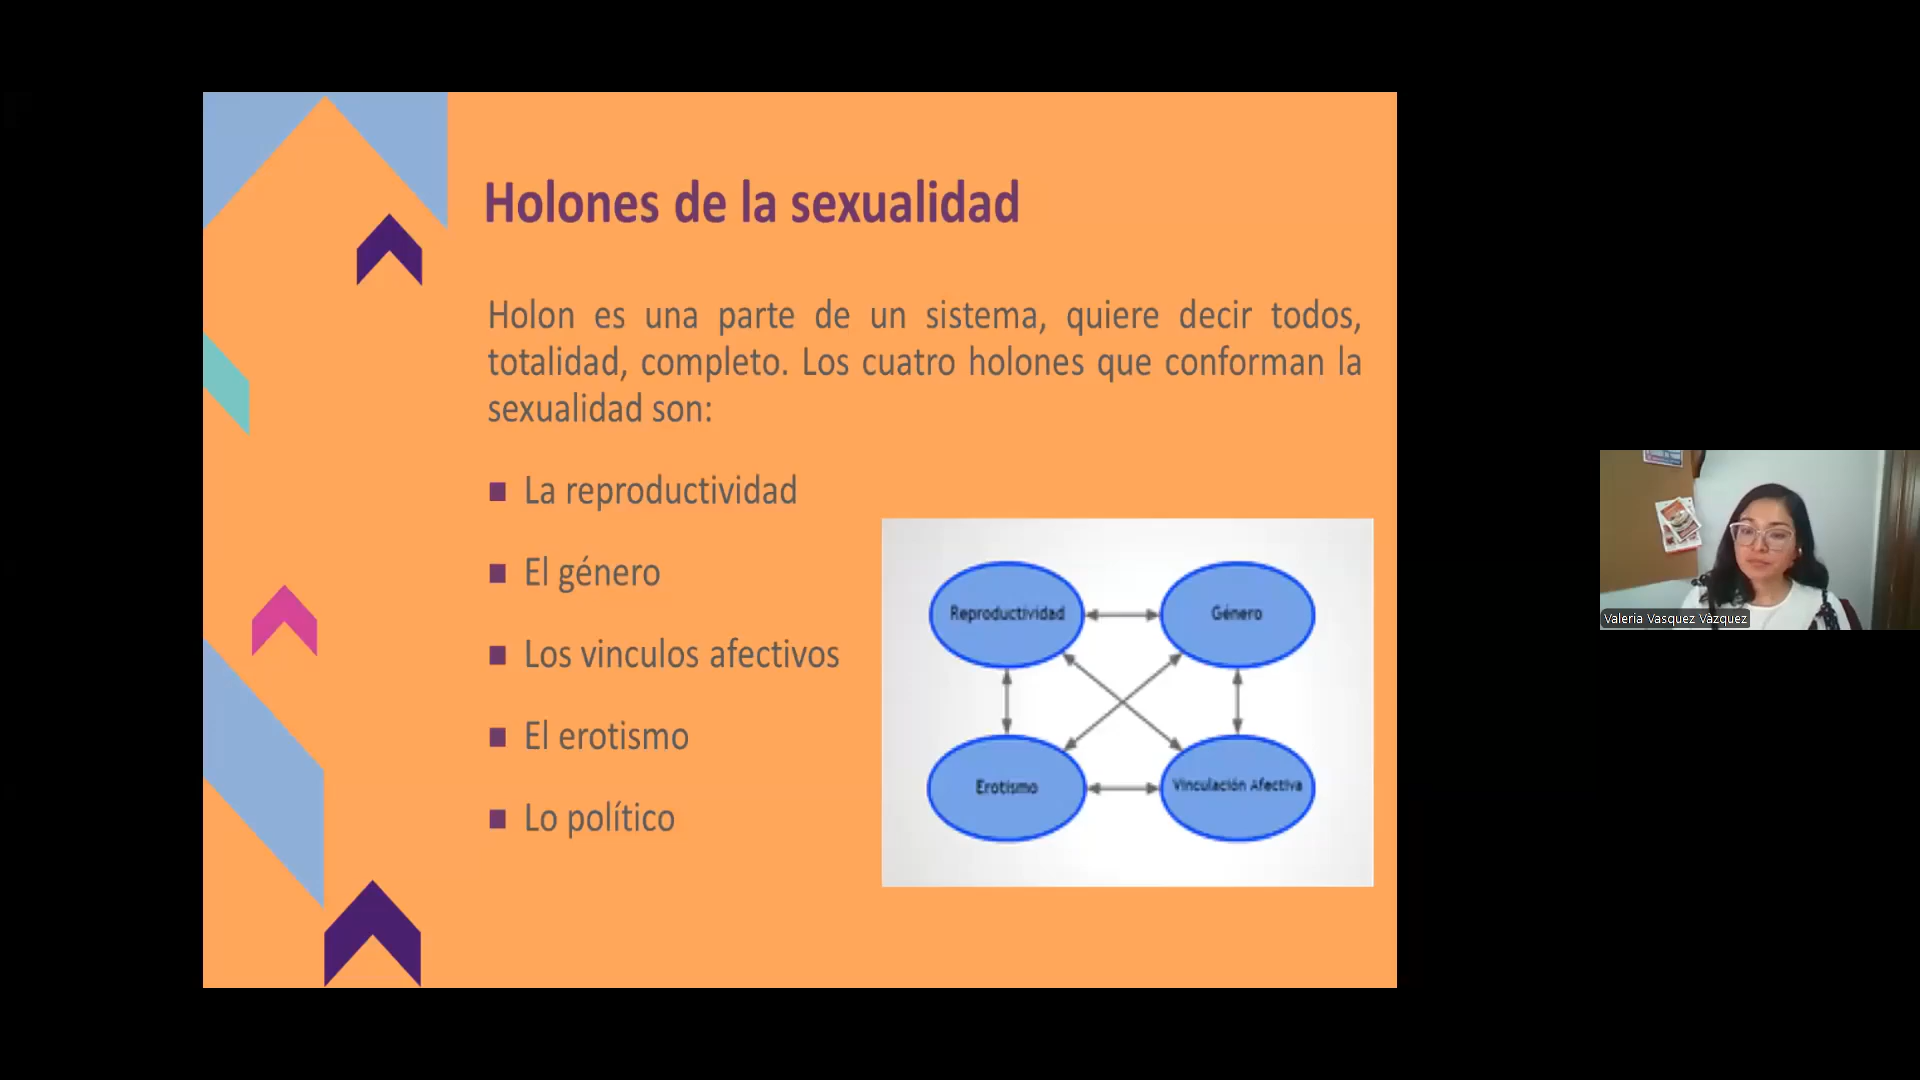 Holones de la sexualidad
Holon es una parte de un sistema, quiere decir todos,
totalidad, completo. Los cuatro holones que conforman la
sexualidad son:
La reproductividad
El género
Los vinculos afectivos
El erotismo
Lo político
Reproductividad
Género
Erotismo
Vinculación Afectiva
Valeria Vasquez Vàzquez